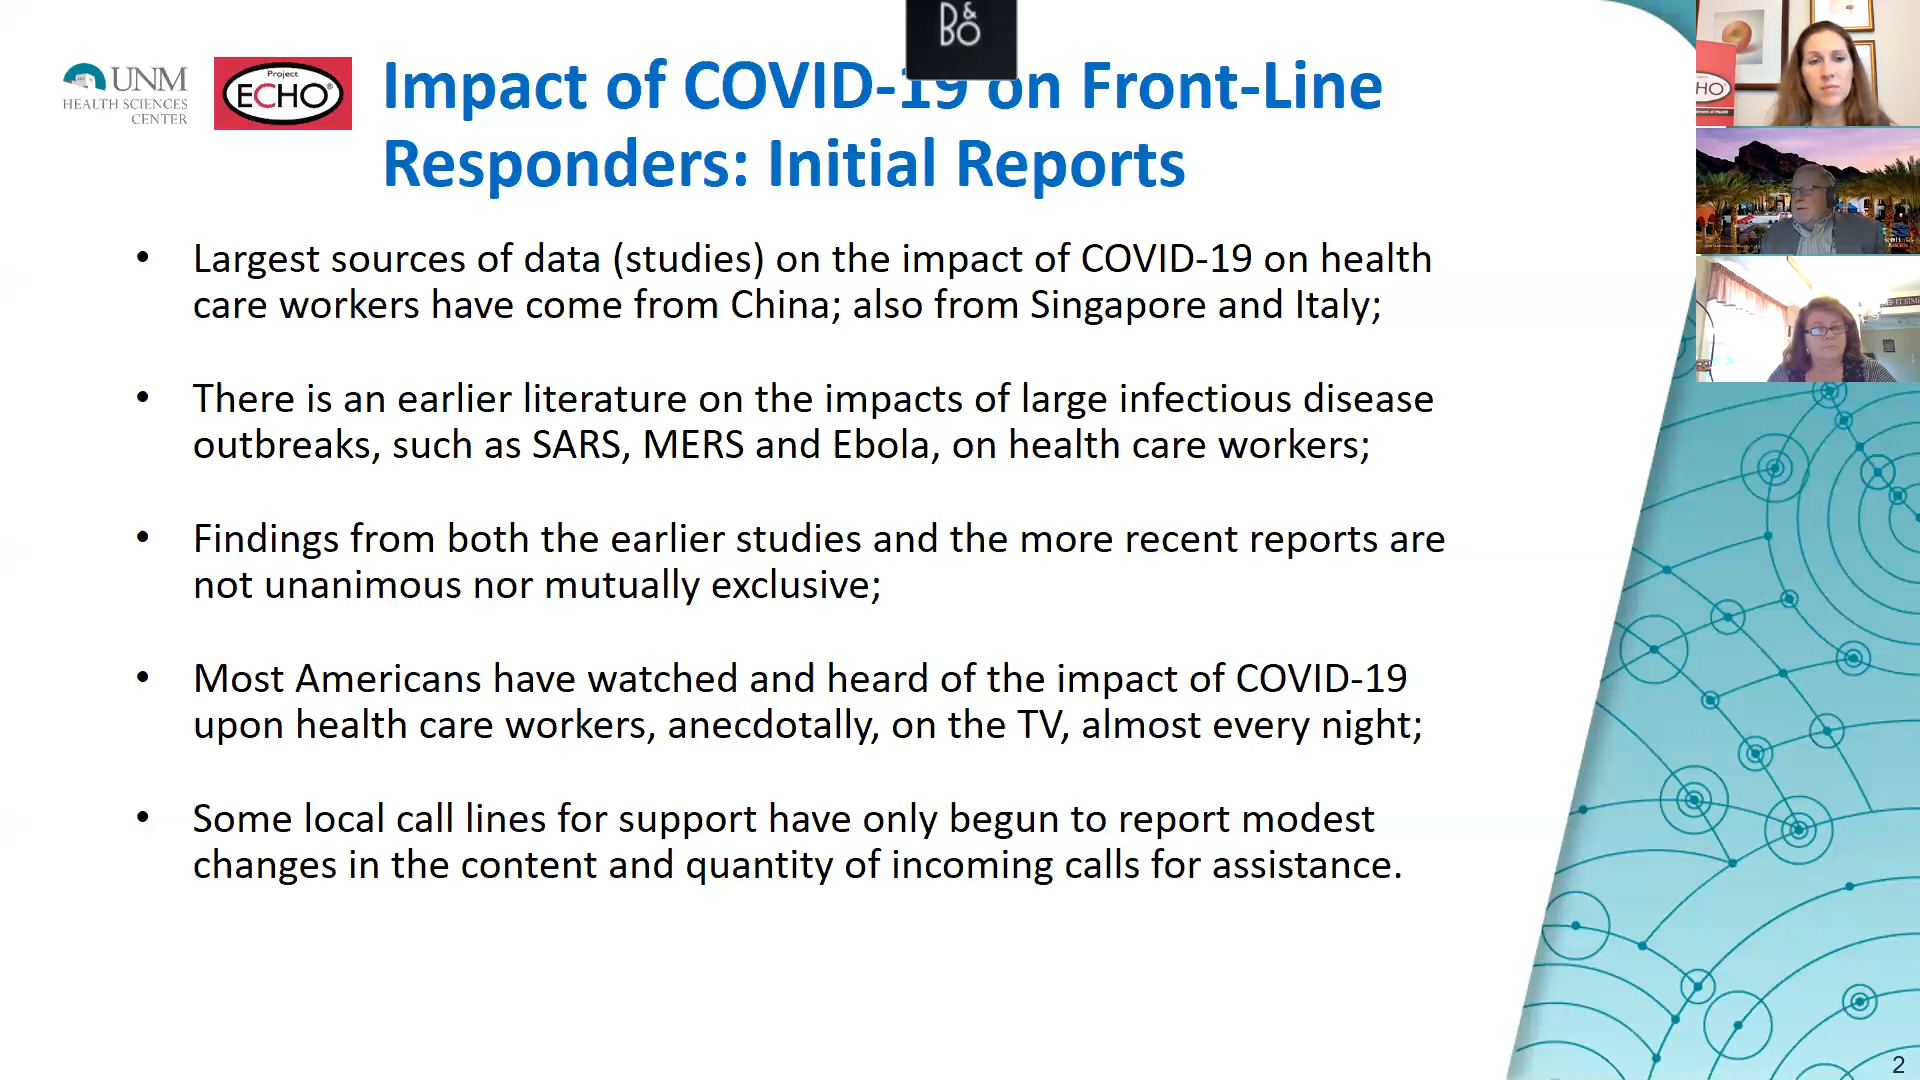 B&O
UNM
HEALTH SCIENCES
CENTER
Project
ECHO®
Impact of COVID-19 on Front-Line
Responders: Initial Reports
• Largest sources of data (studies) on the impact of COVID-19 on health
care workers have come from China; also from Singapore and Italy;
• There is an earlier literature on the impacts of large infectious disease
outbreaks, such as SARS, MERS and Ebola, on health care workers;
• Findings from both the earlier studies and the more recent reports are
not unanimous nor mutually exclusive;
• Most Americans have watched and heard of the impact of COVID-19
upon health care workers, anecdotally, on the TV, almost every night;
• Some local call lines for support have only begun to report modest
changes in the content and quantity of incoming calls for assistance.
HO
2